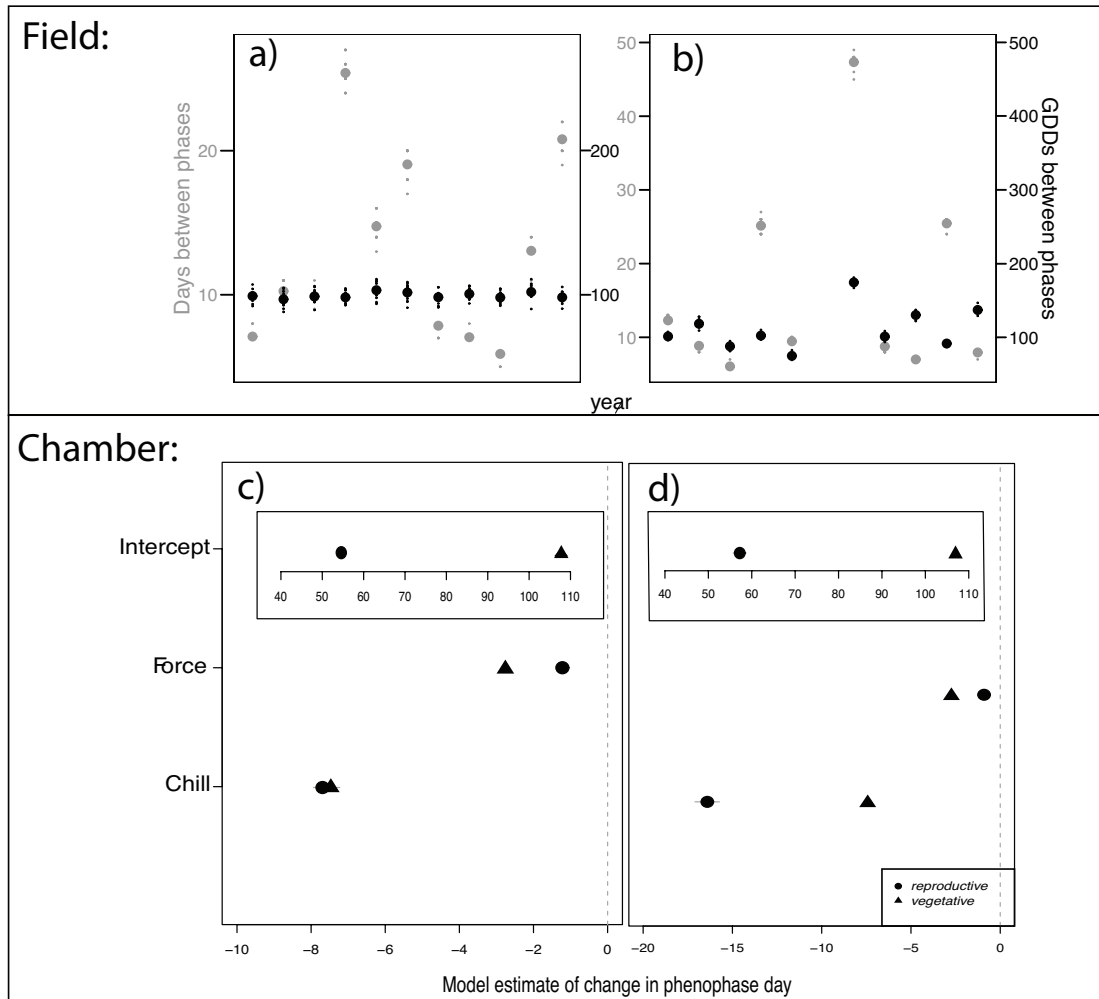 Field:
a)
b)
Days between phases
10
20
100
200
10
20
30
40
50
100
200
300
400
500
GDDs between phases
year
Chamber:
c)
d)
Intercept
Force
Chill
40 50 60 70 80 90 100 110
40 50 60 70 80 90 100 110
reproductive
vegetative
−10 −8 −6 −4 −2 0
−20 −15 −10 −5 0
Model estimate of change in phenophase day